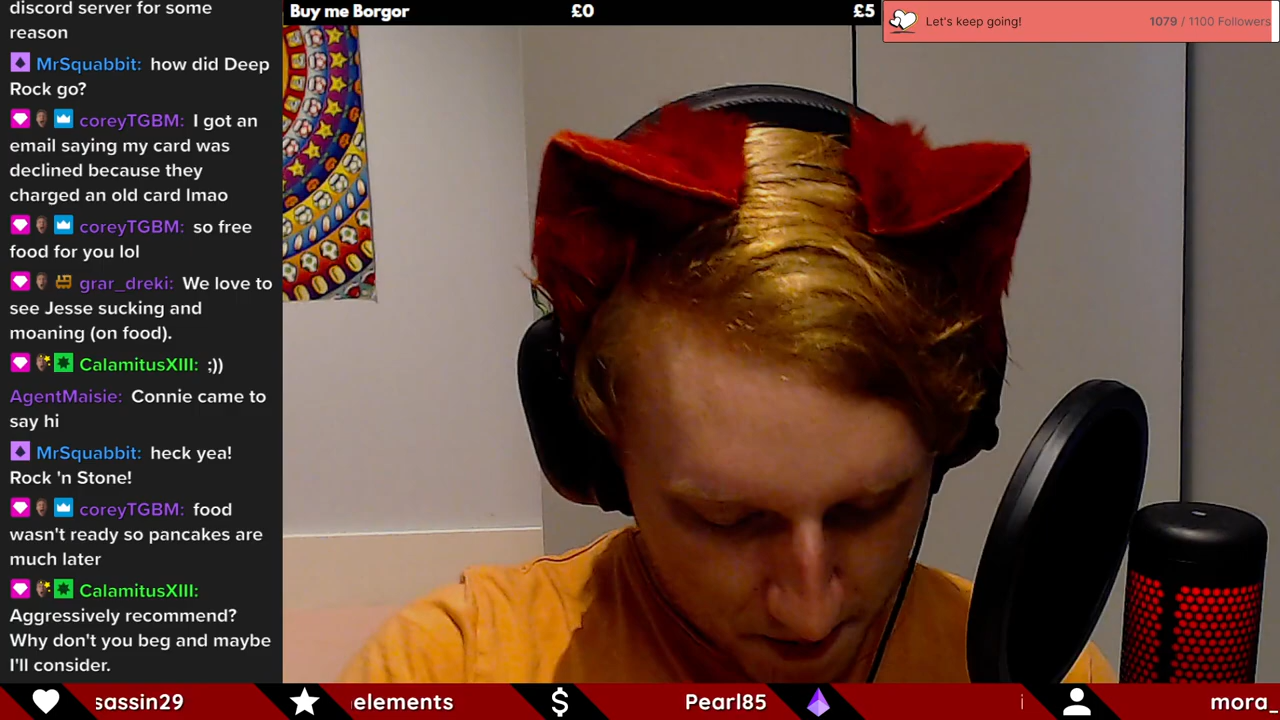 Buy me Borgor £0 £5
Let's keep going! 1079 / 1100 Followers
discord server for some
reason
MrSquabbit: how did Deep
Rock go?
coreyTGBM: I got an
email saying my card was
declined because they
charged an old card lmao
coreyTGBM: so free
food for you lol
grar_dreki: We love to
see Jesse sucking and
moaning (on food).
CalamitusXIII: ;))
AgentMaisie: Connie came to
say hi
MrSquabbit: heck yea!
Rock 'n Stone!
coreyTGBM: food
wasn't ready so pancakes are
much later
CalamitusXIII:
Aggressively recommend?
Why don't you beg and maybe
I'll consider.
sassin29 elements $ Pearl85 i mora_